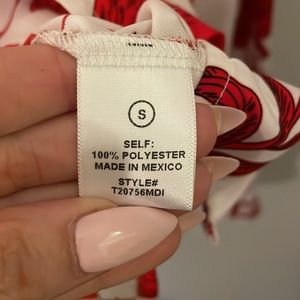 S
SELF:
100% POLYESTER
MADE IN MEXICO
STYLE#
T20756MDI